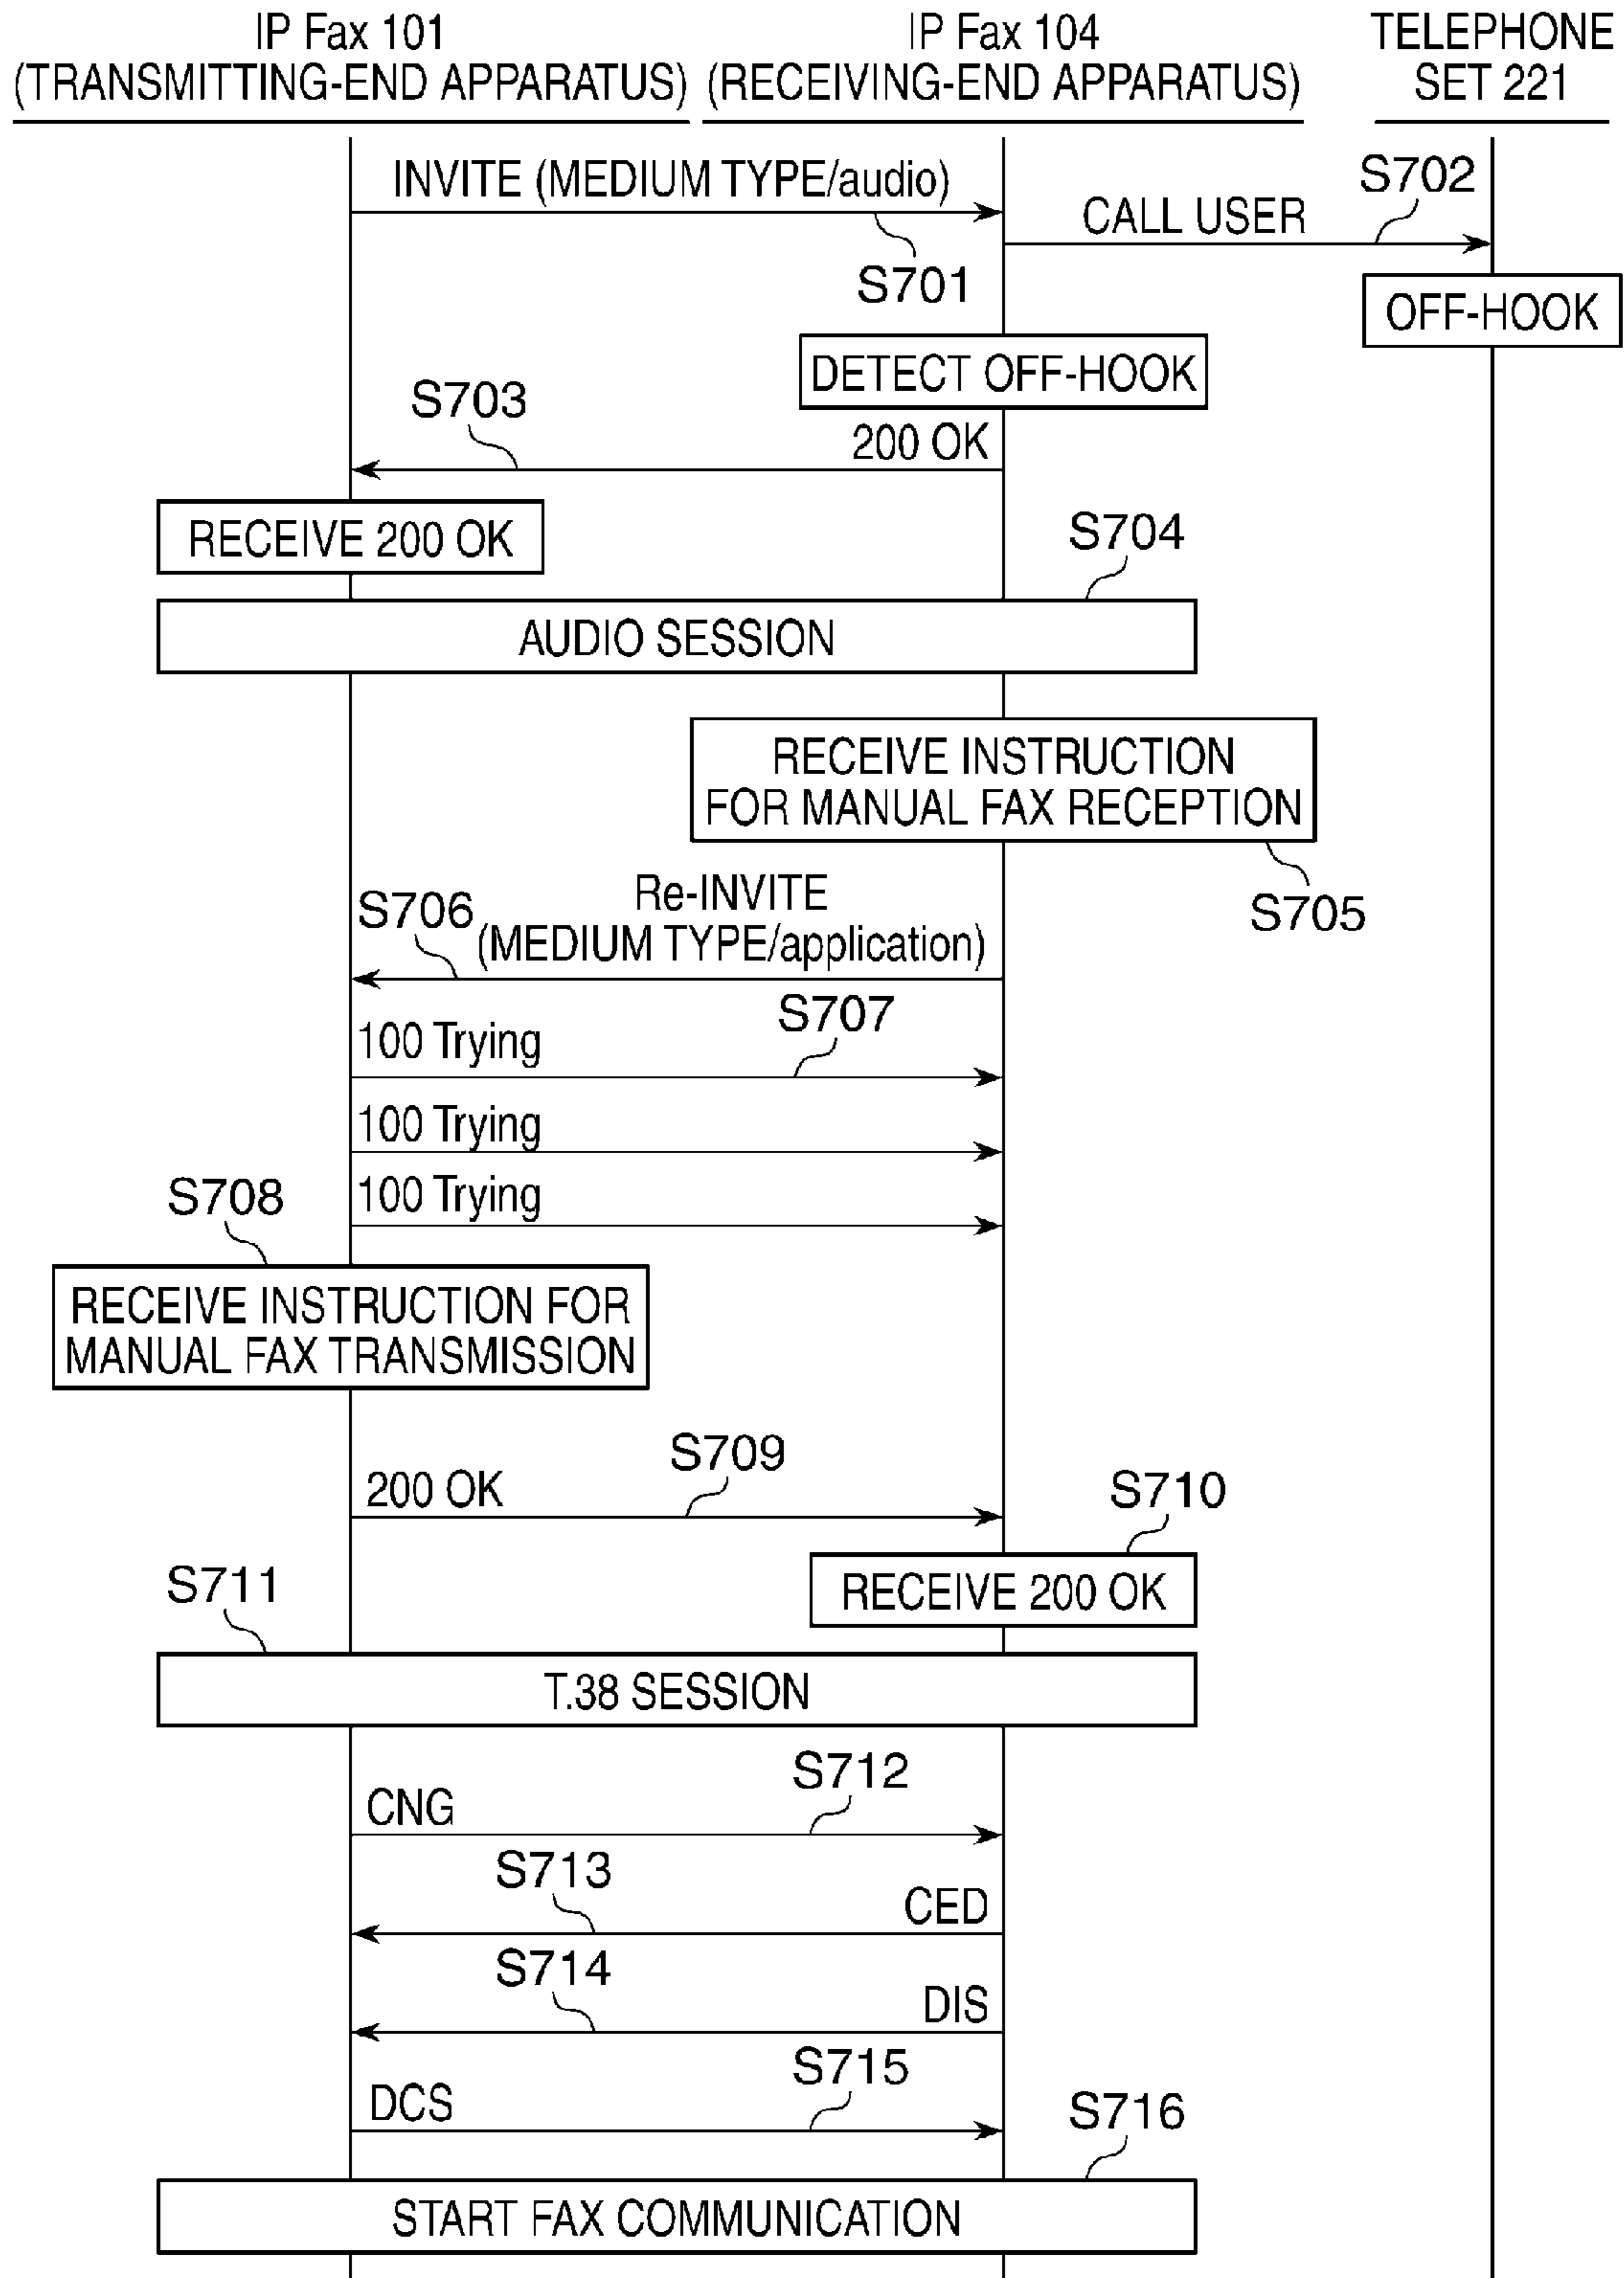 IP Fax 101
(TRANSMITTING-END APPARATUS)
IP Fax 104
(RECEIVING-END APPARATUS)
TELEPHONE
SET 221
INVITE (MEDIUM TYPE/audio)
S701
CALL USER
S702
OFF-HOOK
DETECT OFF-HOOK
S703
200 OK
RECEIVE 200 OK
S704
AUDIO SESSION
RECEIVE INSTRUCTION
FOR MANUAL FAX RECEPTION
S705
S706
Re-INVITE
(MEDIUM TYPE/application)
S707
100 Trying
100 Trying
100 Trying
S708
RECEIVE INSTRUCTION FOR
MANUAL FAX TRANSMISSION
S709
200 OK
S710
RECEIVE 200 OK
S711
T.38 SESSION
S712
CNG
S713
CED
S714
DIS
S715
DCS
S716
START FAX COMMUNICATION